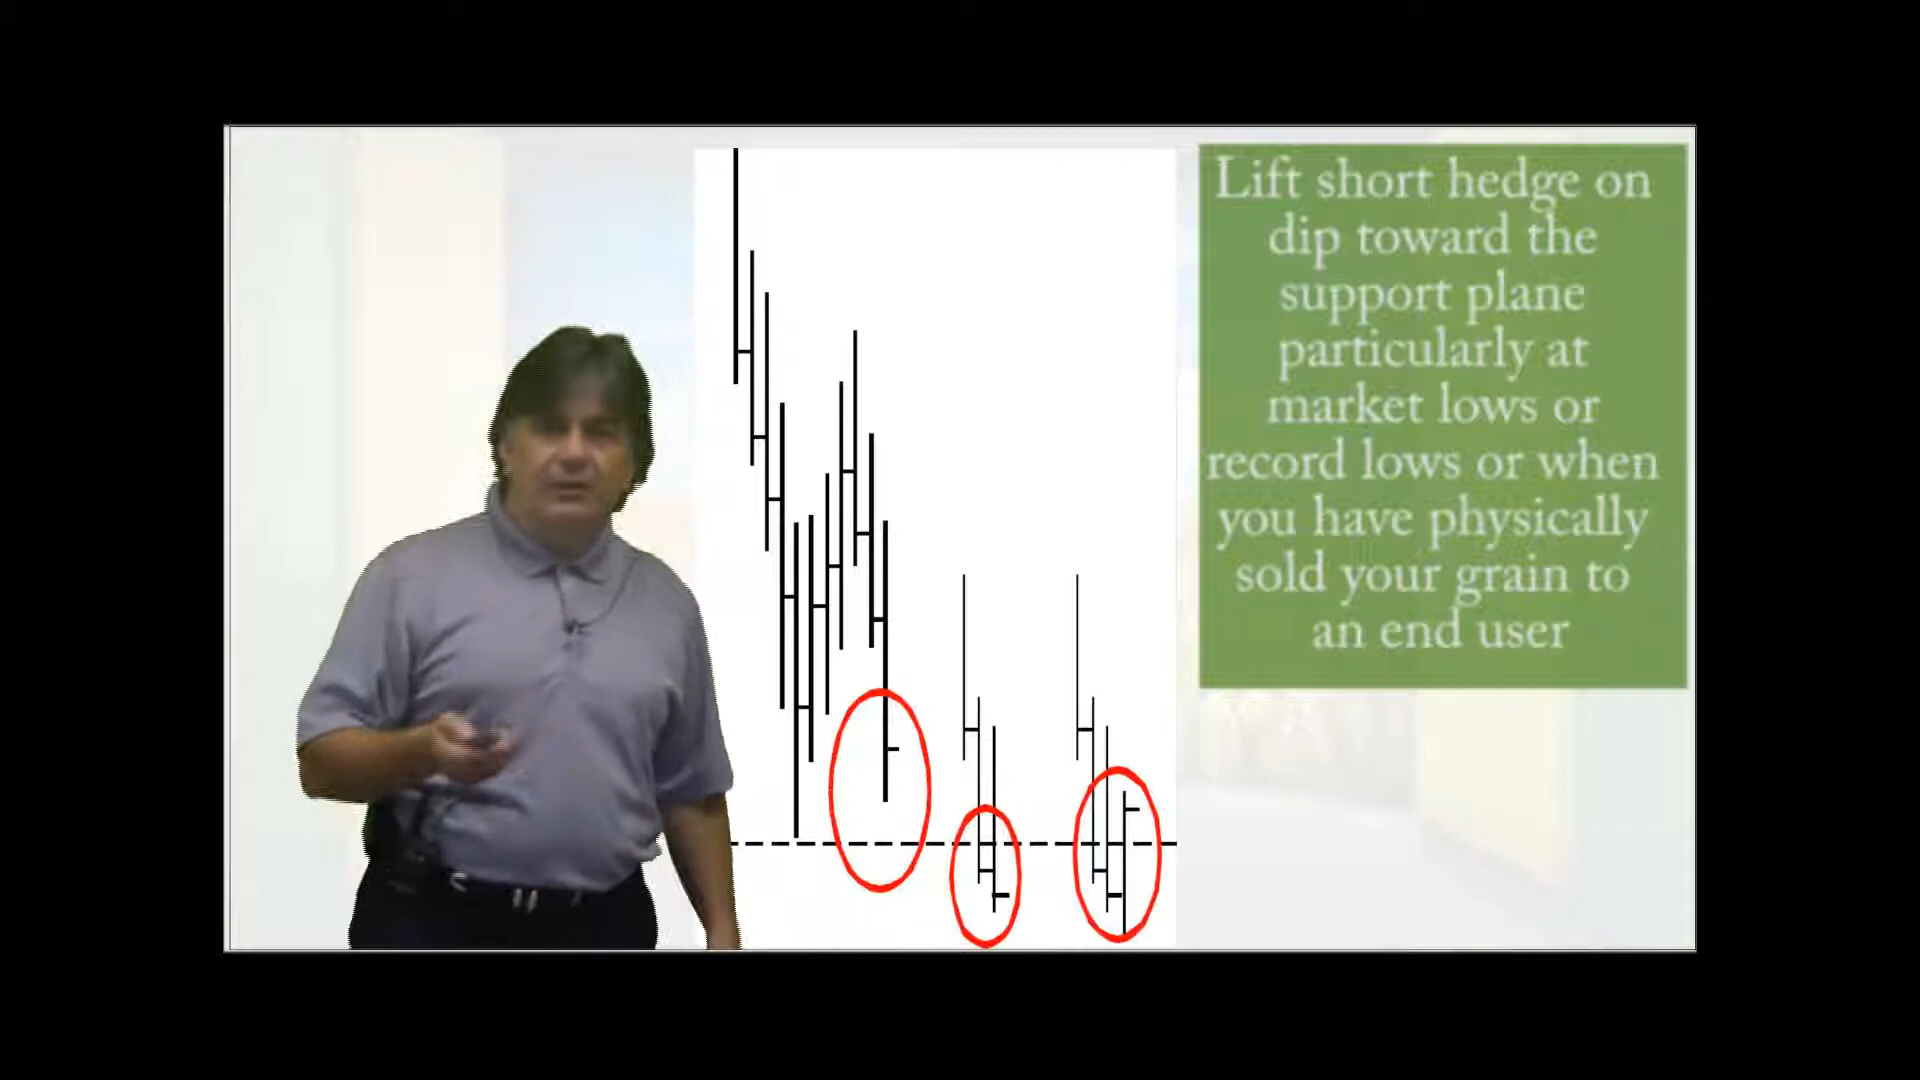 Lift short hedge on
dip toward the
support plane
particularly at
market lows or
record lows or when
you have physically
sold your grain to
an end user